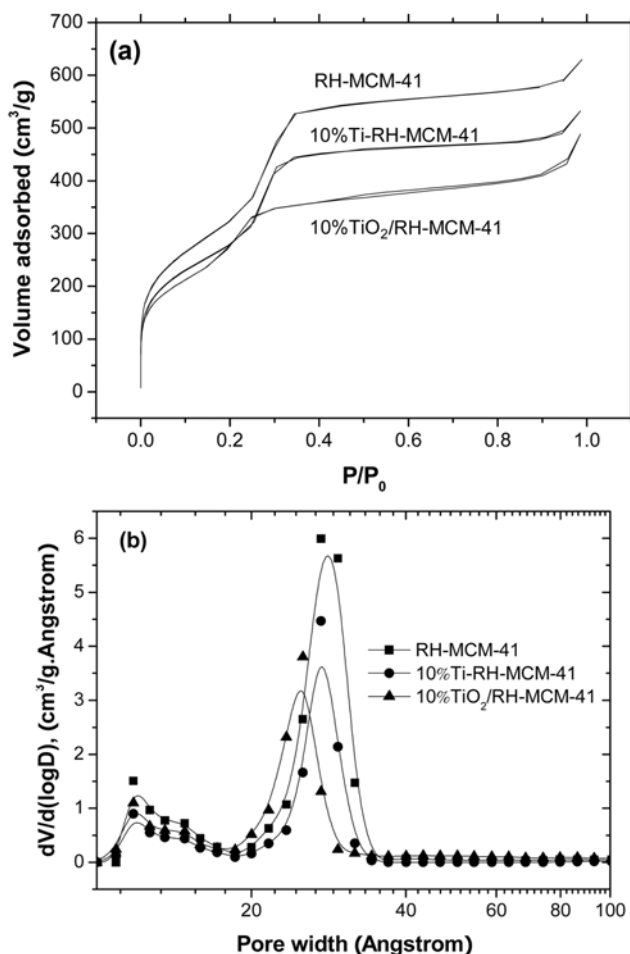 (a)
700
600
500
400
300
200
100
0
Volume adsorbed (cm³/g)
RH-MCM-41
10%Ti-RH-MCM-41
10%TiO₂/RH-MCM-41
0.0 0.2 0.4 0.6 0.8 1.0
P/P₀
(b)
6
5
4
3
2
1
0
dV/d(logD), (cm³/g.Angstrom)
RH-MCM-41
10%Ti-RH-MCM-41
10%TiO₂/RH-MCM-41
20 40 60 80 100
Pore width (Angstrom)